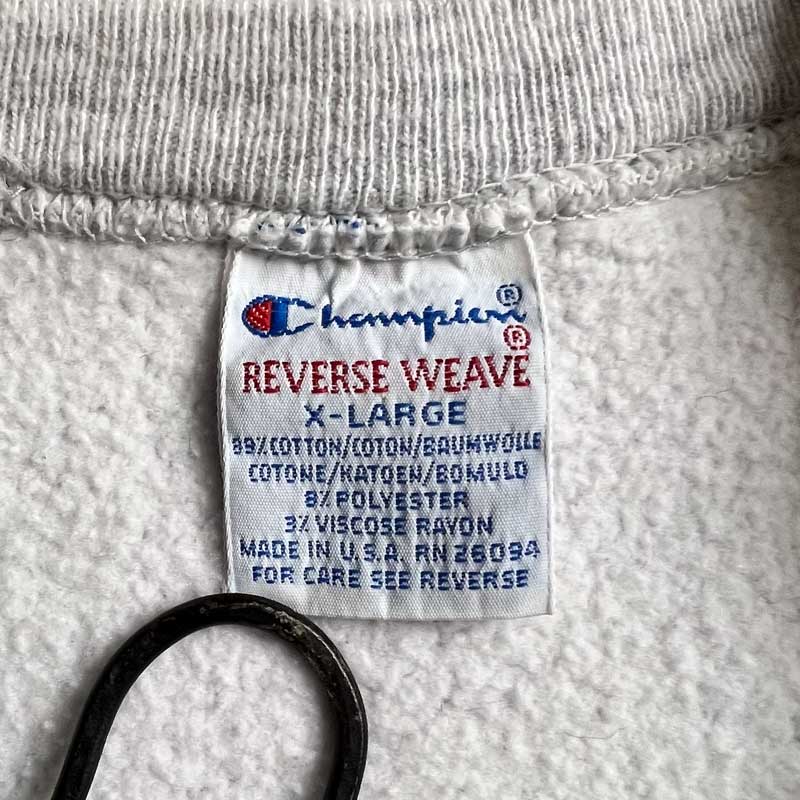 Champion®
®
REVERSE WEAVE
X-LARGE
89%COTTON/COTON/BAUMWOLLE
COTONE/KATOEN/BOMULD
8% POLYESTER
3% VISCOSE RAYON
MADE IN U.S.A. RN 26094
FOR CARE SEE REVERSE